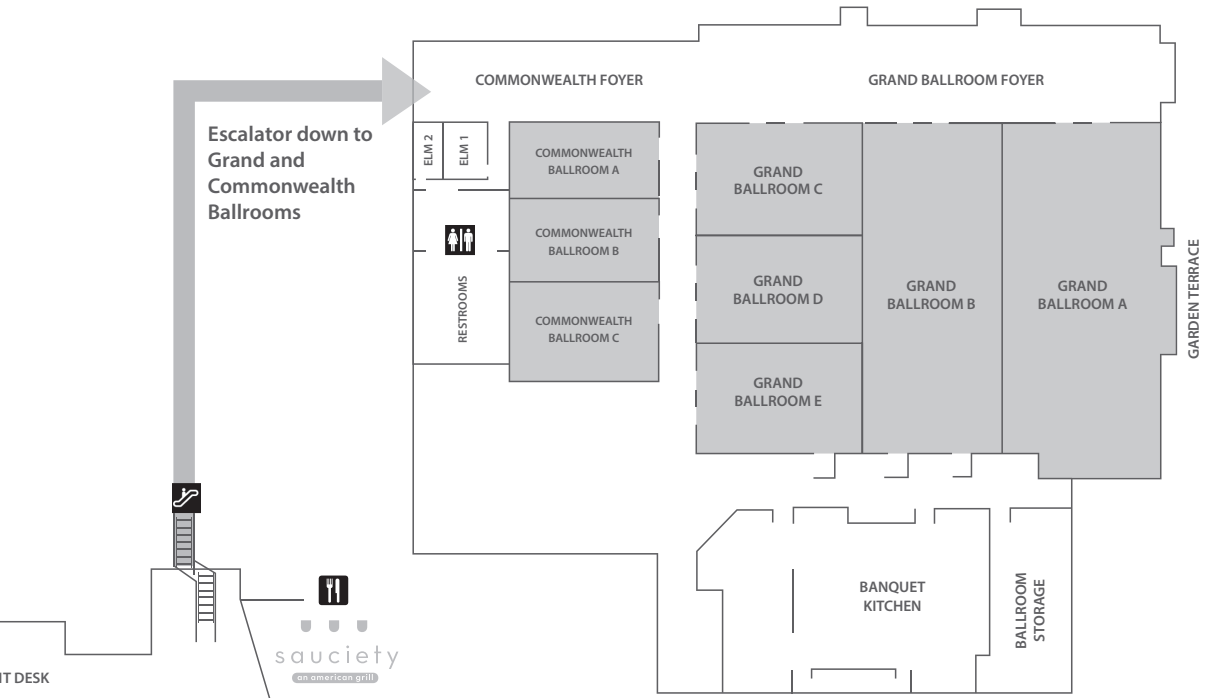 COMMONWEALTH FOYER
GRAND BALLROOM FOYER
Escalator down to
Grand and
Commonwealth
Ballrooms
ELM 2
ELM 1
COMMONWEALTH
BALLROOM A
COMMONWEALTH
BALLROOM B
COMMONWEALTH
BALLROOM C
RESTROOMS
GRAND
BALLROOM C
GRAND
BALLROOM D
GRAND
BALLROOM E
GRAND
BALLROOM B
GRAND
BALLROOM A
GARDEN TERRACE
BANQUET
KITCHEN
BALLROOM
STORAGE
sauciety
an american grill
DESK